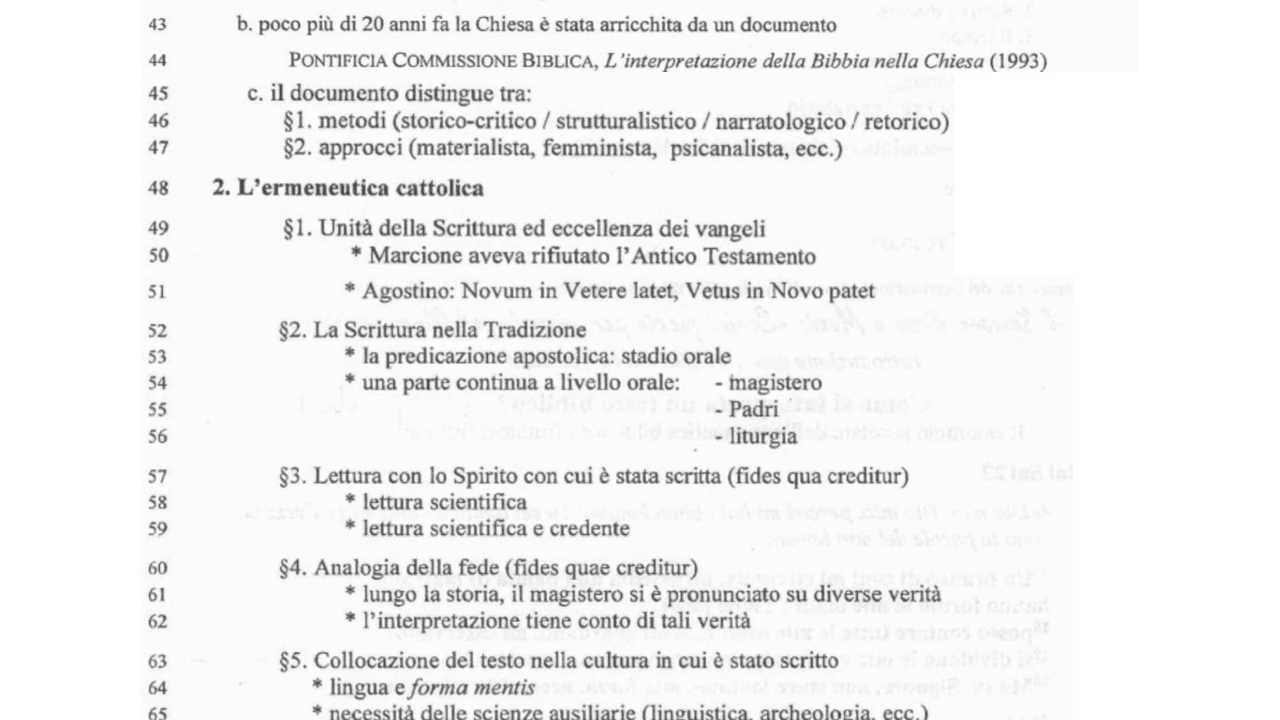 43 b. poco più di 20 anni fa la Chiesa è stata arricchita da un documento
44 PONTIFICIA COMMISSIONE BIBLICA, L'interpretazione della Bibbia nella Chiesa (1993)
45 c. il documento distingue tra:
46 §1. metodi (storico-critico / strutturalistico / narratologico / retorico)
47 §2. approcci (materialista, femminista, psicanalista, ecc.)
48 2. L'ermeneutica cattolica
49 §1. Unità della Scrittura ed eccellenza dei vangeli
50 * Marcione aveva rifiutato l'Antico Testamento
51 * Agostino: Novum in Vetere latet, Vetus in Novo patet
52 §2. La Scrittura nella Tradizione
53 * la predicazione apostolica: stadio orale
54 * una parte continua a livello orale: - magistero
55 - Padri
56 - liturgia
57 §3. Lettura con lo Spirito con cui è stata scritta (fides qua creditur)
58 * lettura scientifica
59 * lettura scientifica e credente
60 §4. Analogia della fede (fides quae creditur)
61 * lungo la storia, il magistero si è pronunciato su diverse verità
62 * l'interpretazione tiene conto di tali verità
63 §5. Collocazione del testo nella cultura in cui è stato scritto
64 * lingua e forma mentis
65 * necessità delle scienze ausiliarie (linguistica, archeologia, ecc.)